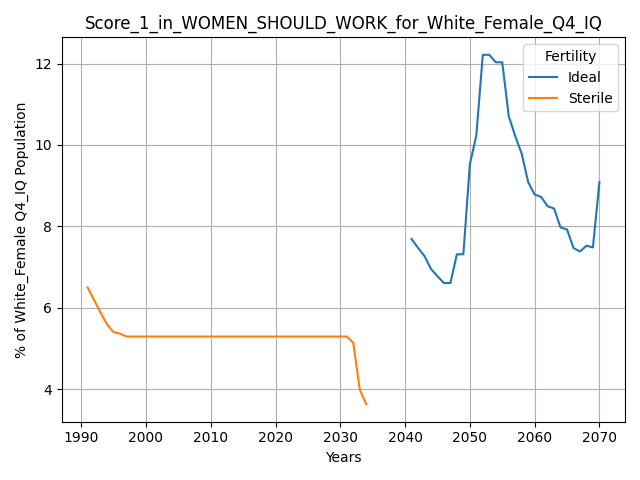 Score_1_in_WOMEN_SHOULD_WORK_for_White_Female_Q4_IQ
Fertility
Ideal
Sterile
% of White_Female Q4_IQ Population
12
10
8
6
4
1990 2000 2010 2020 2030 2040 2050 2060 2070
Years